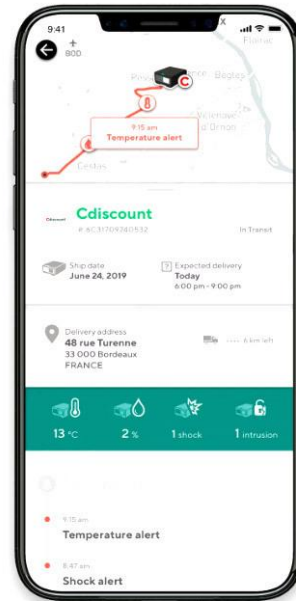 9:41
BOD
9:15 am
Temperature alert
Cestas
Cdiscount
Cdiscount
In Transit
Ship date
June 24, 2019
Expected delivery
Today
6:00 pm - 9:00 pm
Delivery address
48 rue Turenne
33 000 Bordeaux
FRANCE
6 km left
13 °C
2 %
1 shock
1 intrusion
9:15 am
Temperature alert
8:47 am
Shock alert